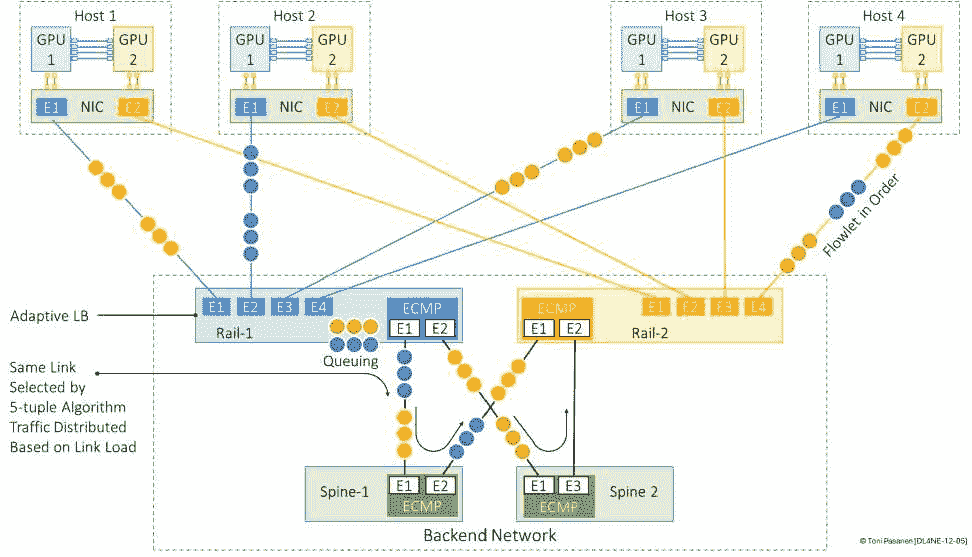 Host 1
Host 2
Host 3
Host 4
GPU
1
GPU
2
GPU
1
GPU
2
GPU
1
GPU
2
GPU
1
GPU
2
E1 NIC E2
E1 NIC E2
E1 NIC E2
E1 NIC E2
Flowlet in Order
Adaptive LB
E1 E2 E3 E4
ECMP
E1 E2
Rail-1
Queuing
ECMP
E1 E2
E1 E2 E3 E4
Rail-2
Same Link
Selected by
5-tuple Algorithm
Traffic Distributed
Based on Link Load
Spine-1
E1 E2
ECMP
E1 E3
ECMP
Spine 2
Backend Network
© Toni Pasanen [DL4NE-12-05]